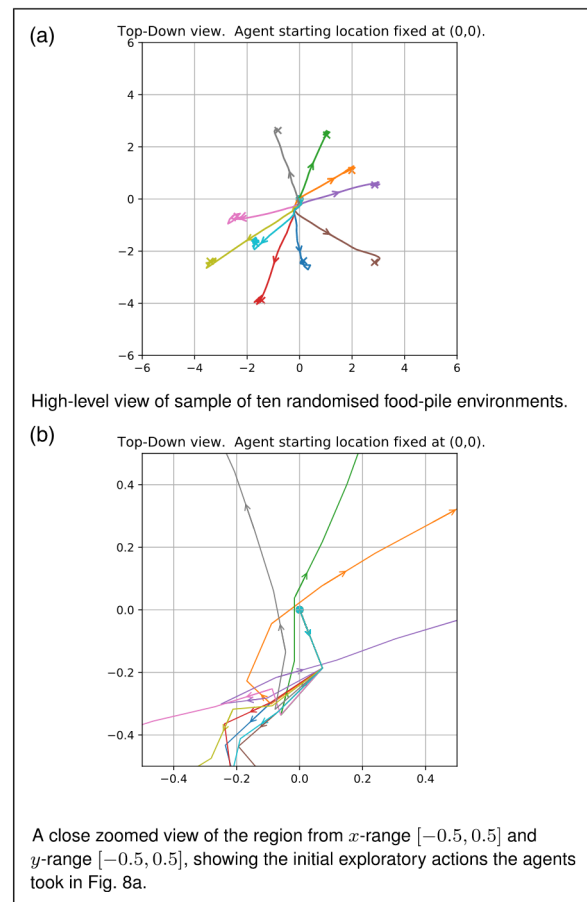 (a)
Top-Down view. Agent starting location fixed at (0,0).
6
4
2
0
−2
−4
−6
−6 −4 −2 0 2 4 6
High-level view of sample of ten randomised food-pile environments.
(b)
Top-Down view. Agent starting location fixed at (0,0).
0.4
0.2
0.0
−0.2
−0.4
−0.4 −0.2 0.0 0.2 0.4
A close zoomed view of the region from x-range [−0.5, 0.5] and
y-range [−0.5, 0.5], showing the initial exploratory actions the agents
took in Fig. 8a.